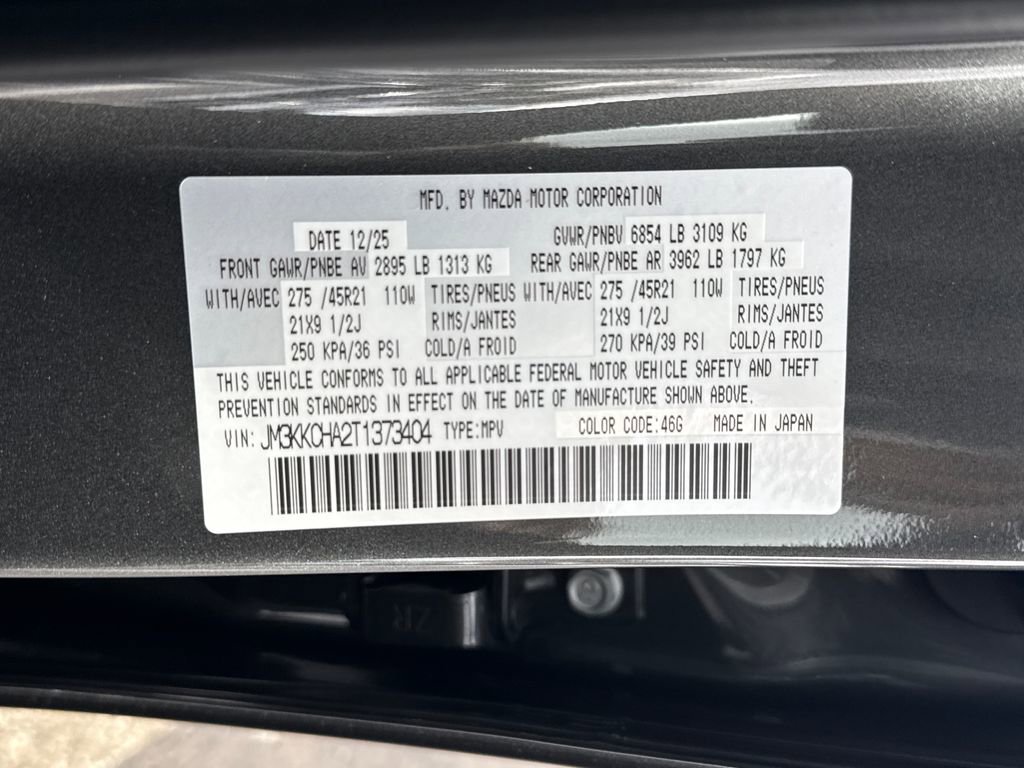 MFD. BY MAZDA MOTOR CORPORATION
DATE 12/25 GVWR/PNBV 6854 LB 3109 KG
FRONT GAWR/PNBE AV 2895 LB 1313 KG REAR GAWR/PNBE AR 3962 LB 1797 KG
WITH/AVEC 275 /45R21 110W TIRES/PNEUS WITH/AVEC 275 /45R21 110W TIRES/PNEUS
21X9 1/2J RIMS/JANTES 21X9 1/2J RIMS/JANTES
250 KPA/36 PSI COLD/A FROID 270 KPA/39 PSI COLD/A FROID
THIS VEHICLE CONFORMS TO ALL APPLICABLE FEDERAL MOTOR VEHICLE SAFETY AND THEFT
PREVENTION STANDARDS IN EFFECT ON THE DATE OF MANUFACTURE SHOWN ABOVE.
VIN: JM3KKCHA2T1373404 TYPE:MPV COLOR CODE:46G MADE IN JAPAN
ZR